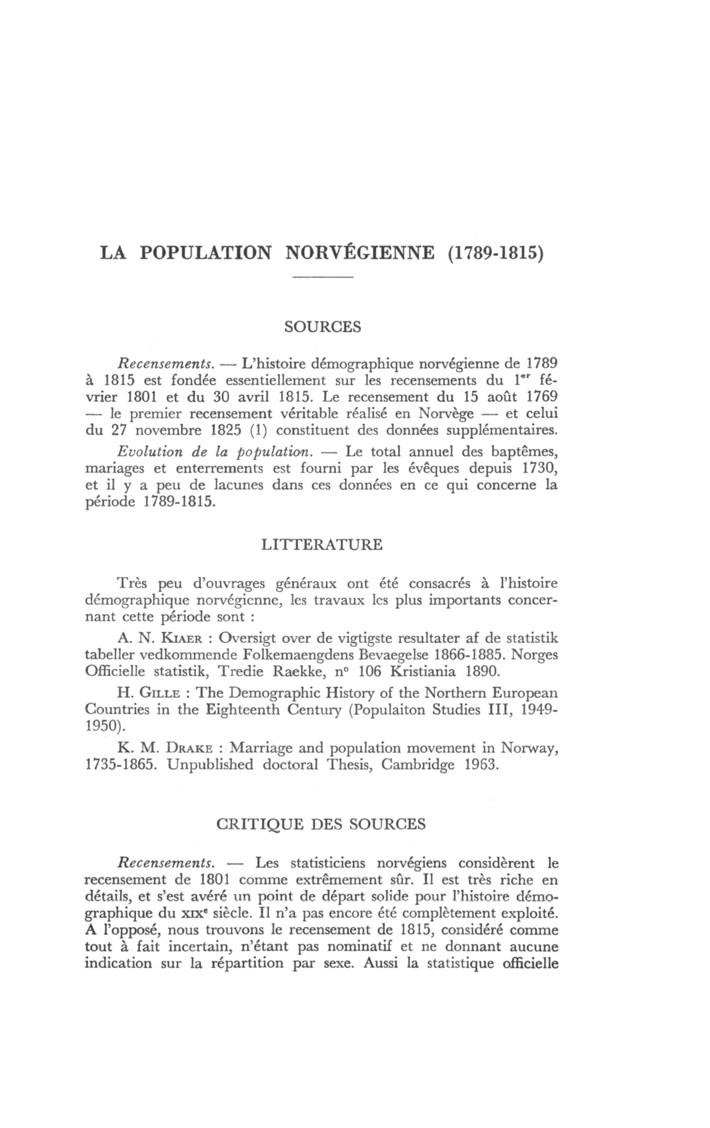 LA POPULATION NORVÉGIENNE (1789-1815)
SOURCES
Recensements. — L'histoire démographique norvégienne de 1789
à 1815 est fondée essentiellement sur les recensements du 1er fé-
vrier 1801 et du 30 avril 1815. Le recensement du 15 août 1769
— le premier recensement véritable réalisé en Norvège — et celui
du 27 novembre 1825 (1) constituent des données supplémentaires.
Evolution de la population. — Le total annuel des baptêmes,
mariages et enterrements est fourni par les évêques depuis 1730,
et il y a peu de lacunes dans ces données en ce qui concerne la
période 1789-1815.
LITTERATURE
Très peu d'ouvrages généraux ont été consacrés à l'histoire
démographique norvégienne, les travaux les plus importants concer-
nant cette période sont :
A. N. KIAER : Oversigt over de vigtigste resultater af de statistik
tabeller vedkommende Folkemaengdens Bevaegelse 1866-1885. Norges
Officielle statistik, Tredie Raekke, n° 106 Kristiania 1890.
H. GILLE : The Demographic History of the Northern European
Countries in the Eighteenth Century (Populaiton Studies III, 1949-
1950).
K. M. DRAKE : Marriage and population movement in Norway,
1735-1865. Unpublished doctoral Thesis, Cambridge 1963.
CRITIQUE DES SOURCES
Recensements. — Les statisticiens norvégiens considèrent le
recensement de 1801 comme extrêmement sûr. Il est très riche en
détails, et s'est avéré un point de départ solide pour l'histoire démo-
graphique du XIXe siècle. Il n'a pas encore été complètement exploité.
A l'opposé, nous trouvons le recensement de 1815, considéré comme
tout à fait incertain, n'étant pas nominatif et ne donnant aucune
indication sur la répartition par sexe. Aussi la statistique officielle